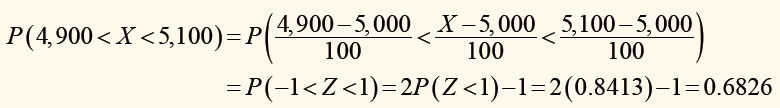 P(4,900 < X < 5,100) = P((4,900 − 5,000)/100 < (X − 5,000)/100 < (5,100 − 5,000)/100)
= P(−1 < Z < 1) = 2P(Z < 1) − 1 = 2(0.8413) − 1 = 0.6826